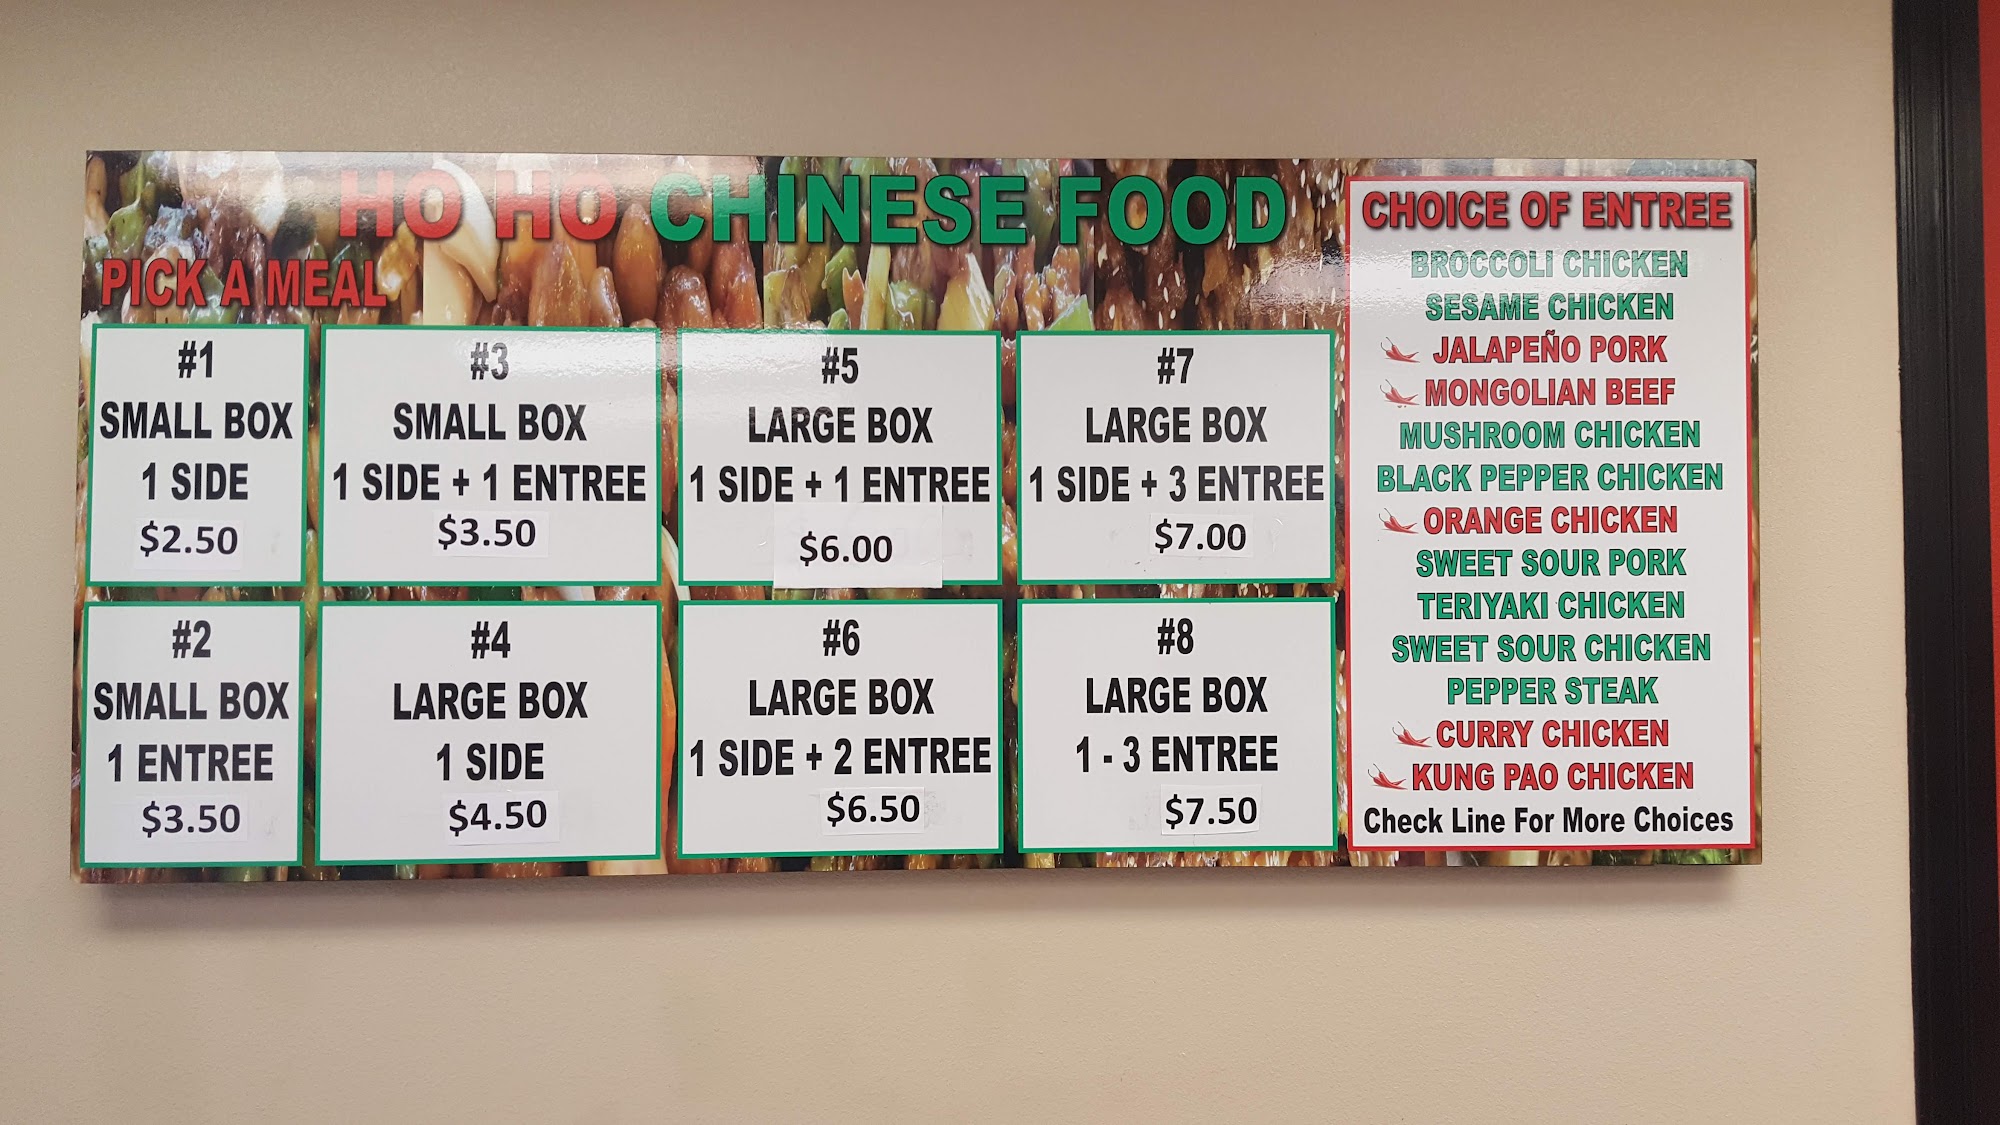 HO HO CHINESE FOOD
PICK A MEAL
#1
SMALL BOX
1 SIDE
$2.50
#3
SMALL BOX
1 SIDE + 1 ENTREE
$3.50
#5
LARGE BOX
1 SIDE + 1 ENTREE
$6.00
#7
LARGE BOX
1 SIDE + 3 ENTREE
$7.00
#2
SMALL BOX
1 ENTREE
$3.50
#4
LARGE BOX
1 SIDE
$4.50
#6
LARGE BOX
1 SIDE + 2 ENTREE
$6.50
#8
LARGE BOX
1 - 3 ENTREE
$7.50
CHOICE OF ENTREE
BROCCOLI CHICKEN
SESAME CHICKEN
JALAPEÑO PORK
MONGOLIAN BEEF
MUSHROOM CHICKEN
BLACK PEPPER CHICKEN
ORANGE CHICKEN
SWEET SOUR PORK
TERIYAKI CHICKEN
SWEET SOUR CHICKEN
PEPPER STEAK
CURRY CHICKEN
KUNG PAO CHICKEN
Check Line For More Choices